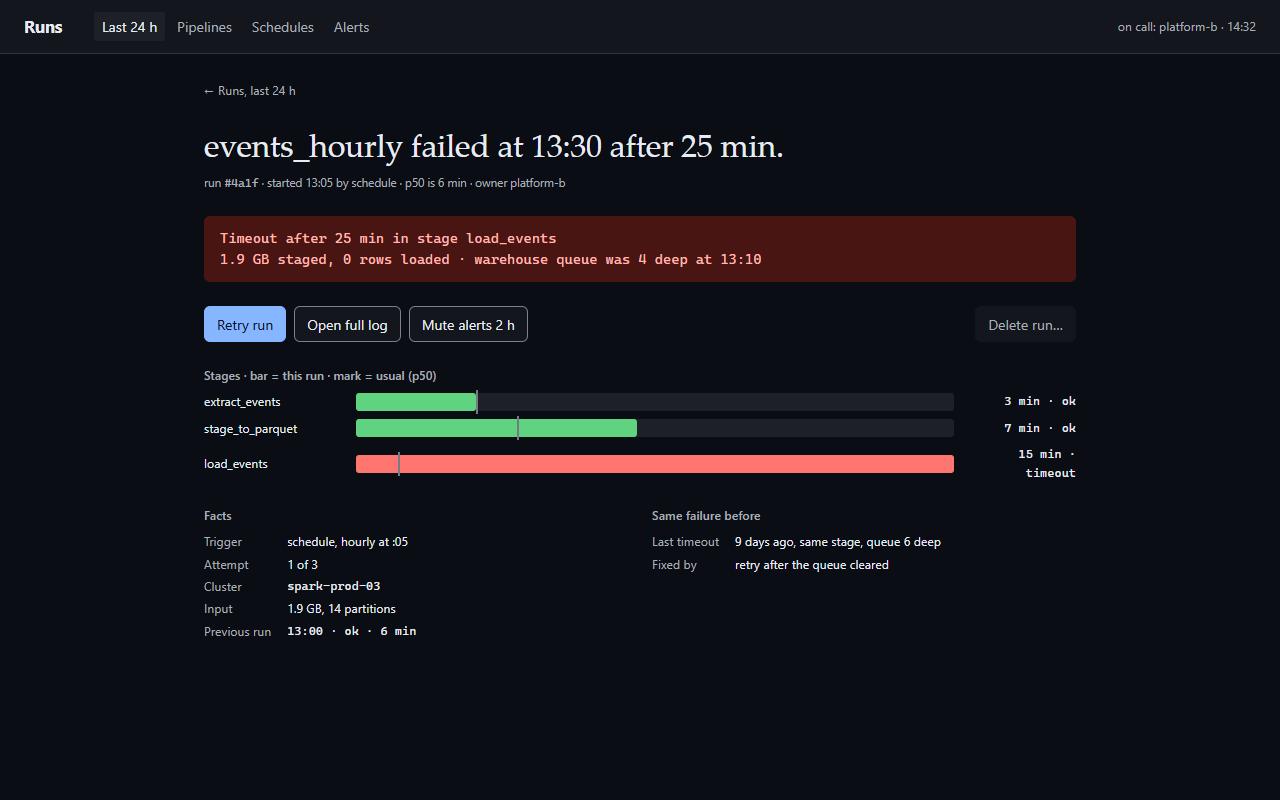 Runs
Last 24 h
Pipelines
Schedules
Alerts
on call: platform-b · 14:32
← Runs, last 24 h
events_hourly failed at 13:30 after 25 min.
run #4a1f · started 13:05 by schedule · p50 is 6 min · owner platform-b
Timeout after 25 min in stage load_events
1.9 GB staged, 0 rows loaded · warehouse queue was 4 deep at 13:10
Retry run
Open full log
Mute alerts 2 h
Delete run...
Stages · bar = this run · mark = usual (p50)
extract_events
3 min · ok
stage_to_parquet
7 min · ok
load_events
15 min ·
timeout
Facts
Trigger schedule, hourly at :05
Attempt 1 of 3
Cluster spark-prod-03
Input 1.9 GB, 14 partitions
Previous run 13:00 · ok · 6 min
Same failure before
Last timeout 9 days ago, same stage, queue 6 deep
Fixed by retry after the queue cleared